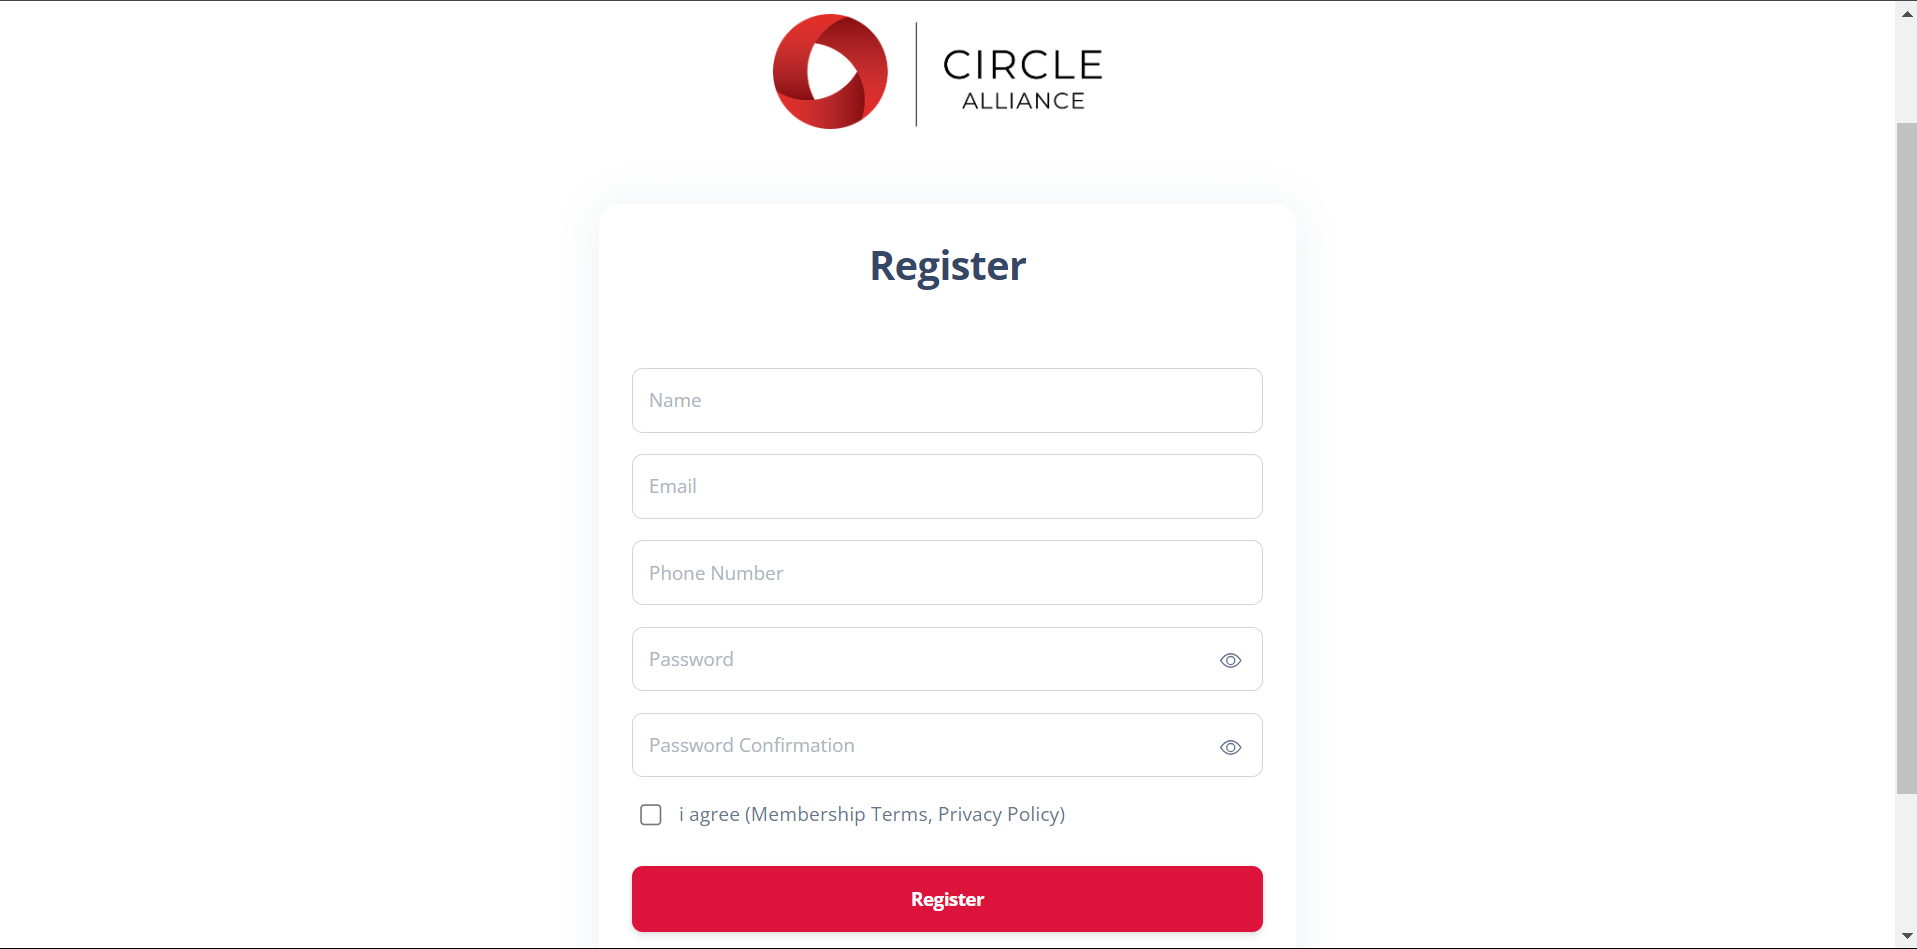 CIRCLE
ALLIANCE
Register
Name
Email
Phone Number
Password
Password Confirmation
i agree (Membership Terms, Privacy Policy)
Register